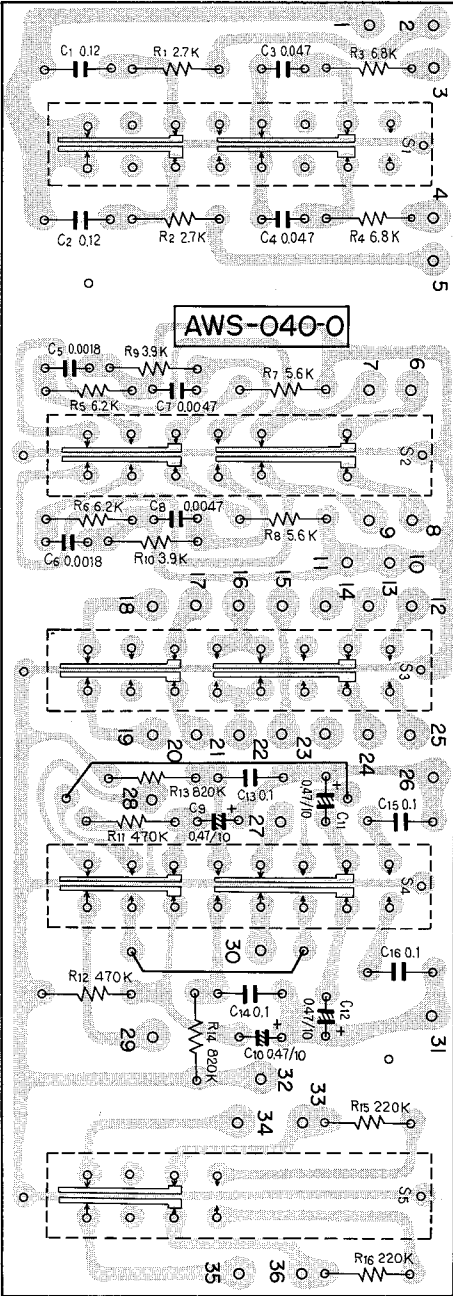 1 2
C1 0.12 R1 2.7K C3 0.047 R3 6.8K
3
S1
4
C2 0.12 R2 2.7K C4 0.047 R4 6.8K
5
AWS-040-0
C5 0.0018 R9 3.9K R7 5.6K 7 6
R5 6.2K C7 0.0047
S2
R6 6.2K C8 0.0047 R8 5.6K 9 8
C6 0.0018 R10 3.9K 11 10
18 17 16 15 14 13 12
S3
19 20 21 22 23 24 25
R13 820K C13 0.1 26
28 C9 0.47/10 27 C11 0.47/10 C15 0.1
R11 470K
S4
30
R12 470K C14 0.1 C12 0.47/10 C16 0.1
29 R14 820K C10 0.47/10 31
32
34 33 R15 220K
S5
35 36 R16 220K